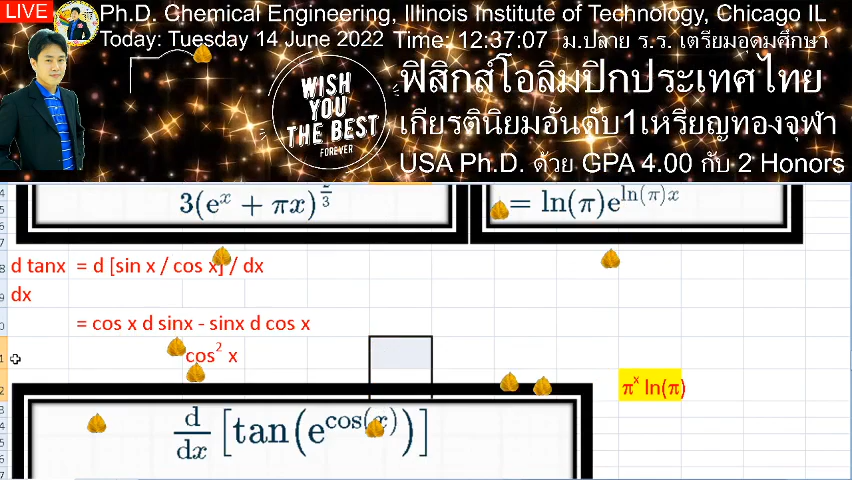 LIVE
Ph.D. Chemical Engineering, Illinois Institute of Technology, Chicago IL
Today: Tuesday 14 June 2022 Time: 12:37:07 ม.ปลาย ร.ร. เตรียมอุดมศึกษา
ฟิสิกส์โอลิมปิกประเทศไทย
WISH
YOU
THE BEST
FOREVER
เกียรตินิยมอันดับ1เหรียญทองจุฬา
USA Ph.D. ด้วย GPA 4.00 กับ 2 Honors
3(eˣ + πx)^(2/3)
= ln(π)e^(ln(π)x)
d tanx = d [sin x / cos x] / dx
dx
= cos x d sinx - sinx d cos x
cos² x
πˣ ln(π)
d/dx [tan(e^cos(x))]